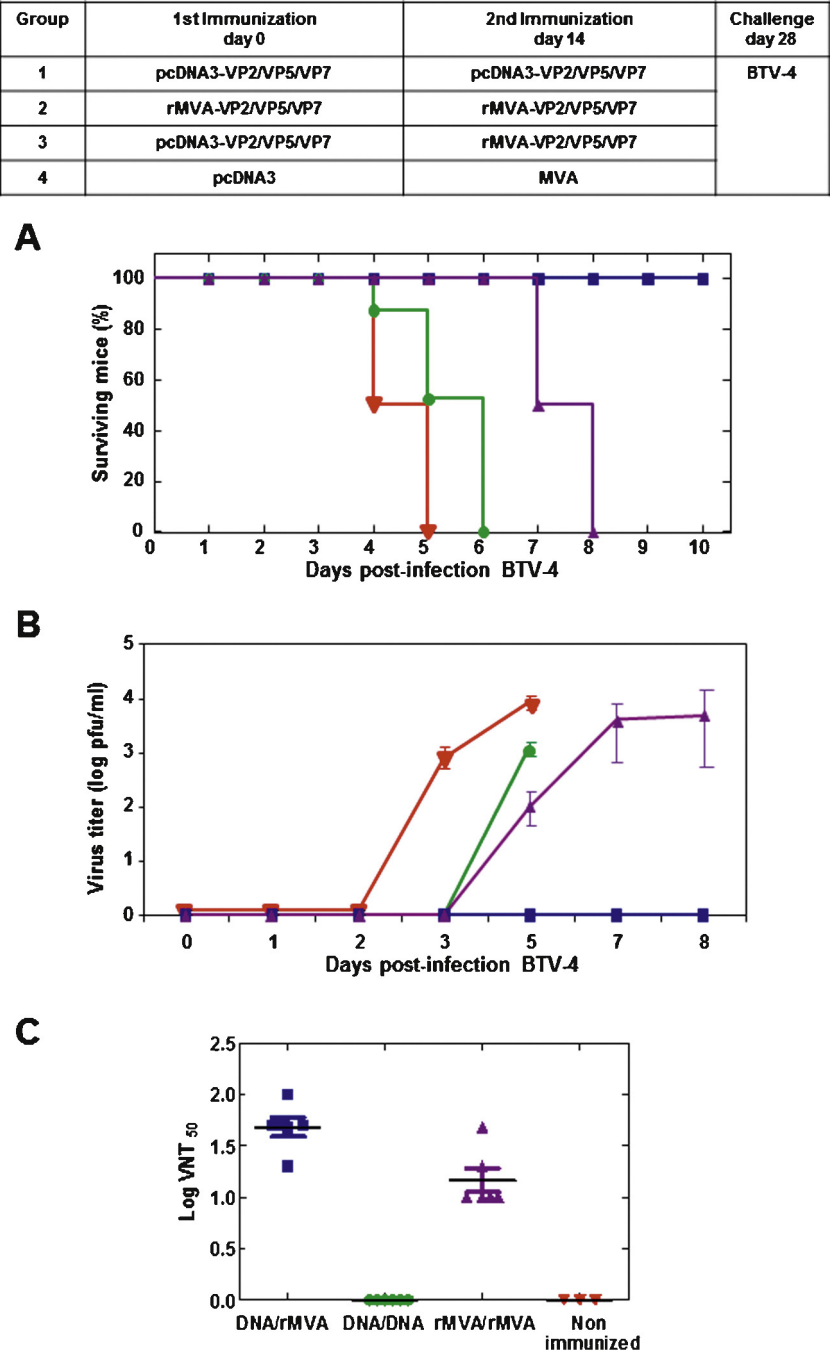 Group 1st Immunization 2nd Immunization Challenge
day 0 day 14 day 28
1 pcDNA3-VP2/VP5/VP7 pcDNA3-VP2/VP5/VP7 BTV-4
2 rMVA-VP2/VP5/VP7 rMVA-VP2/VP5/VP7
3 pcDNA3-VP2/VP5/VP7 rMVA-VP2/VP5/VP7
4 pcDNA3 MVA
A
Surviving mice (%)
100
80
60
40
20
0
0 1 2 3 4 5 6 7 8 9 10
Days post-infection BTV-4
B
Virus titer (log pfu/ml)
5
4
3
2
1
0
0 1 2 3 5 7 8
Days post-infection BTV-4
C
Log VNT 50
2.5
2.0
1.5
1.0
0.5
0.0
DNA/rMVA DNA/DNA rMVA/rMVA Non
immunized